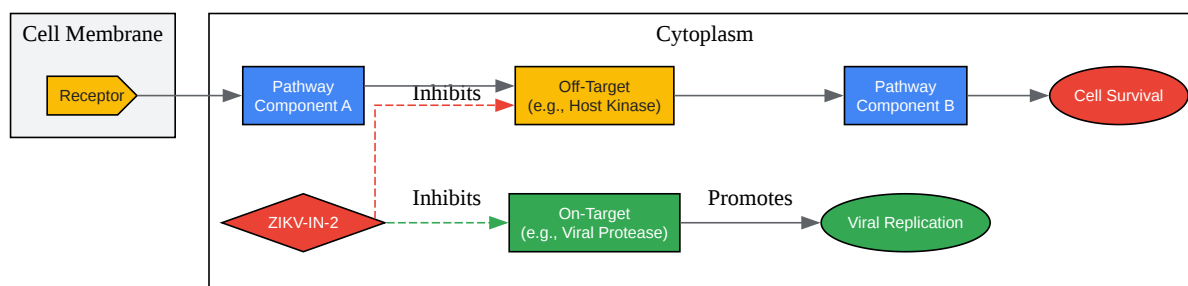 Cell Membrane
Receptor
Cytoplasm
Pathway
Component A
Inhibits
Off-Target
(e.g., Host Kinase)
Pathway
Component B
Cell Survival
ZIKV-IN-2
Inhibits
On-Target
(e.g., Viral Protease)
Promotes
Viral Replication